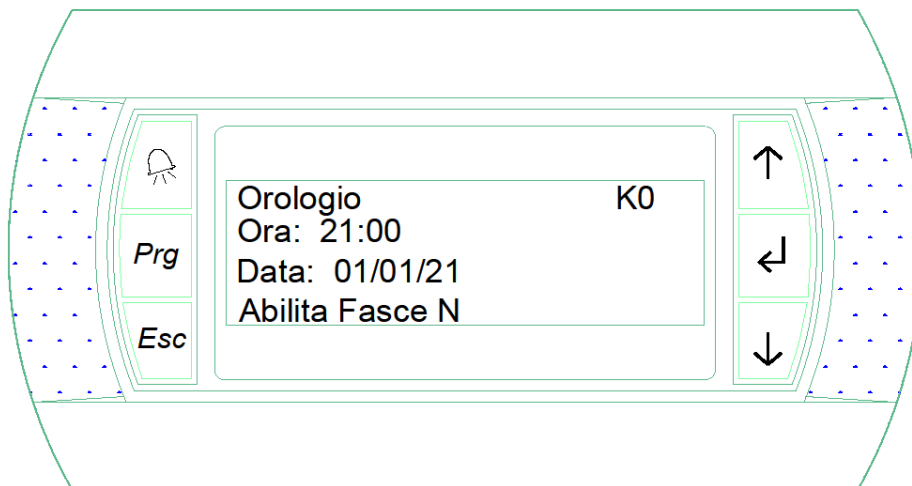 Orologio K0
Ora: 21:00
Prg
Data: 01/01/21
Abilita Fasce N
Esc